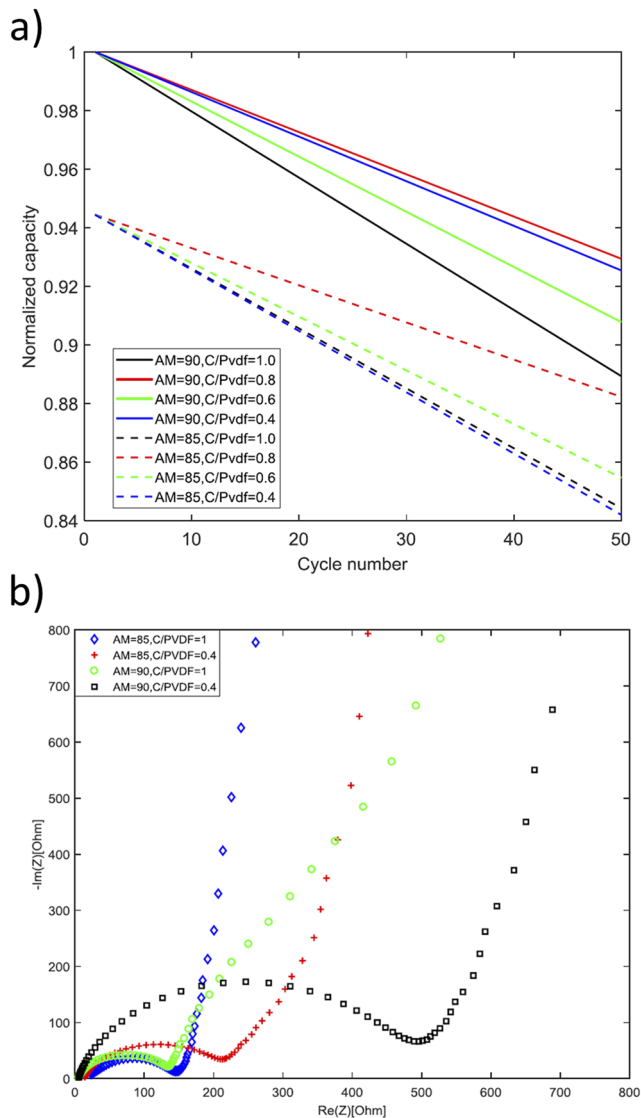 a)
1
0.98
0.96
0.94
0.92
0.9
0.88
0.86
0.84
Normalized capacity
AM=90,C/Pvdf=1.0
AM=90,C/Pvdf=0.8
AM=90,C/Pvdf=0.6
AM=90,C/Pvdf=0.4
AM=85,C/Pvdf=1.0
AM=85,C/Pvdf=0.8
AM=85,C/Pvdf=0.6
AM=85,C/Pvdf=0.4
0 10 20 30 40 50
Cycle number
b)
800
700
600
500
400
300
200
100
0
-Im(Z)[Ohm]
AM=85,C/PVDF=1
AM=85,C/PVDF=0.4
AM=90,C/PVDF=1
AM=90,C/PVDF=0.4
0 100 200 300 400 500 600 700 800
Re(Z)[Ohm]